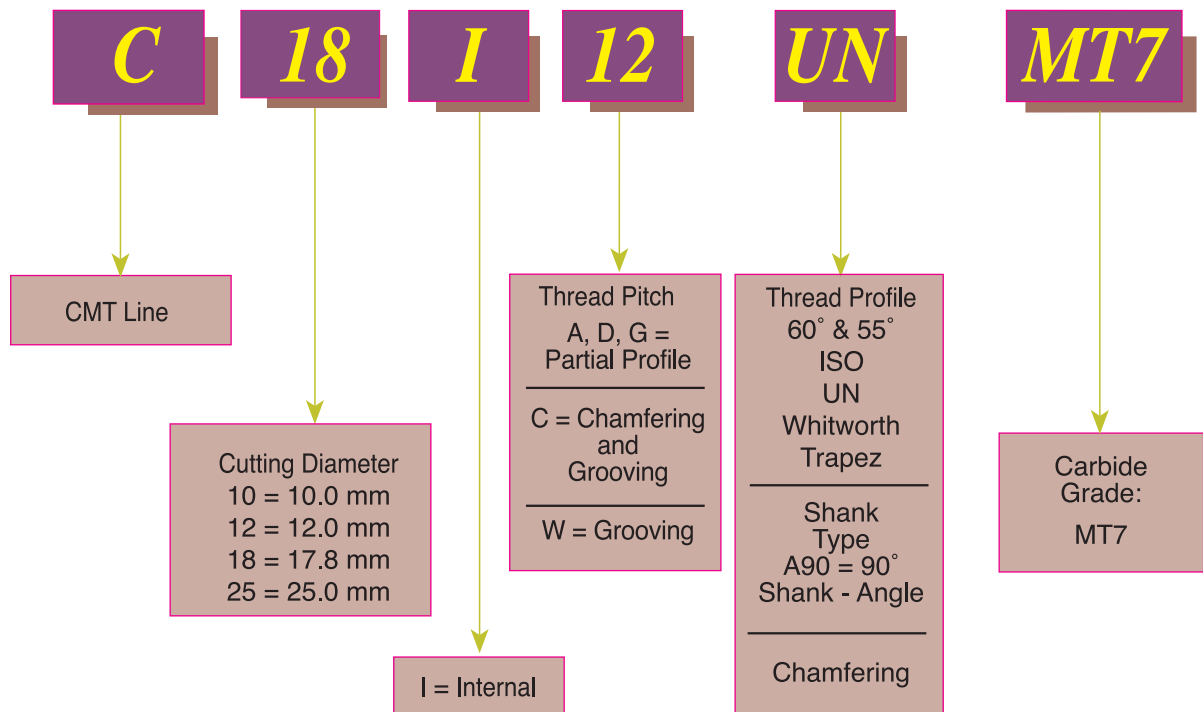 C 18 I 12 UN MT7
CMT Line
Cutting Diameter
10 = 10.0 mm
12 = 12.0 mm
18 = 17.8 mm
25 = 25.0 mm
I = Internal
Thread Pitch
A, D, G =
Partial Profile
C = Chamfering
and
Grooving
W = Grooving
Thread Profile
60° & 55°
ISO
UN
Whitworth
Trapez
Shank
Type
A90 = 90°
Shank - Angle
Chamfering
Carbide
Grade:
MT7